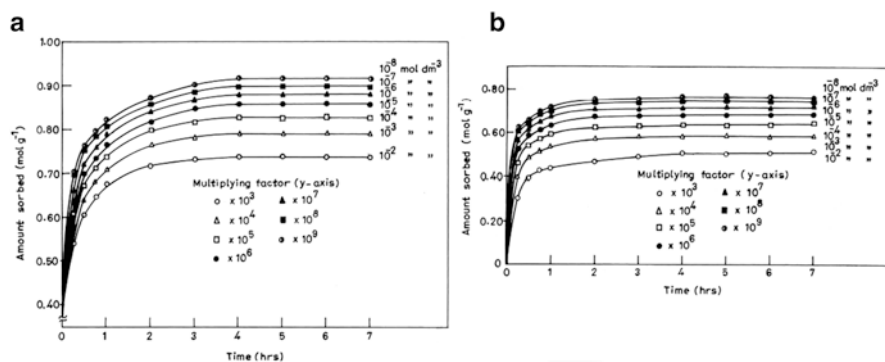 a
1.00
0.90
0.80
0.70
0.60
0.50
0.40
Amount sorbed (mol g⁻¹)
10⁻⁸ mol dm⁻³
10⁻⁷ " "
10⁻⁶ " "
10⁻⁵ " "
10⁻⁴ " "
10⁻³ " "
10⁻² " "
Multiplying factor (y-axis)
○ × 10³ ▲ × 10⁷
△ × 10⁴ ■ × 10⁸
□ × 10⁵ ◑ × 10⁹
● × 10⁶
0 1 2 3 4 5 6 7
Time (hrs)
b
0.80
0.60
0.40
0.20
0
Amount sorbed (mol g⁻¹)
10⁻⁸ mol dm⁻³
10⁻⁷ " "
10⁻⁶ " "
10⁻⁵ " "
10⁻⁴ " "
10⁻³ " "
10⁻² " "
Multiplying factor (y-axis)
○ × 10³ ▲ × 10⁷
△ × 10⁴ ■ × 10⁸
□ × 10⁵ ◑ × 10⁹
● × 10⁶
0 1 2 3 4 5 6 7
Time (hrs)